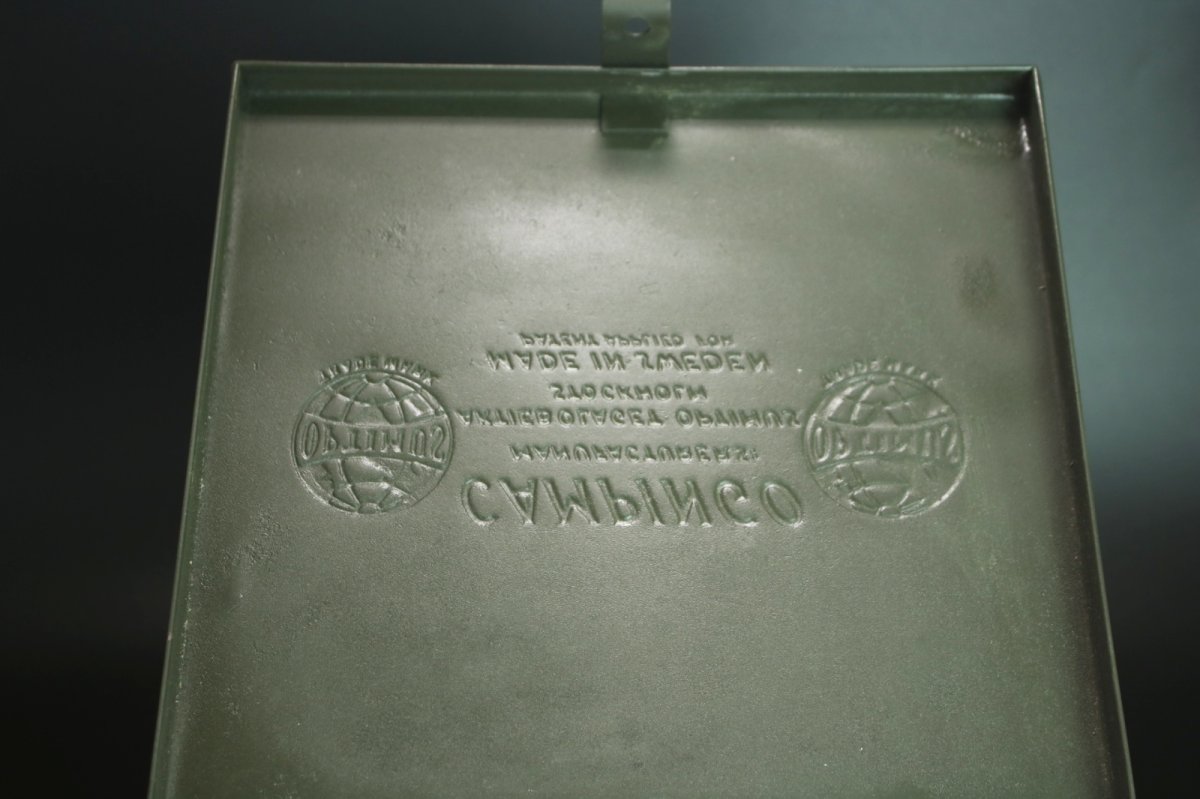 CAMPINGO
MANUFACTURERS:
AKTIEBOLAGET OPTIMUS
STOCKHOLM
MADE IN SWEDEN
PATENT APPLIED FOR
OPTIMUS
TRADE MARK
OPTIMUS
TRADE MARK